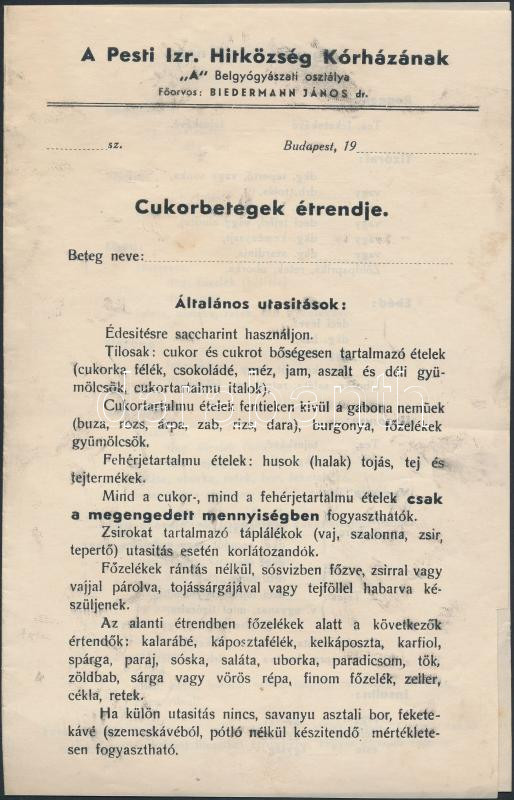 A Pesti Izr. Hitközség Kórházának
„A" Belgyógyászati osztálya
Főorvos: BIEDERMANN JÁNOS dr.
sz. Budapest, 19
Cukorbetegek étrendje.
Beteg neve:
Általános utasitások:
Édesitésre saccharint használjon.
Tilosak: cukor és cukrot bőségesen tartalmazó ételek
(cukorka félék, csokoládé, méz, jam, aszalt és déli gyü-
mölcsök, cukortartalmu italok).
Cukortartalmu ételek fentieken kivül a gabona nemüek
(buza, rozs, árpa, zab, rizs, dara), burgonya, főzelékek
gyümölcsök.
Fehérjetartalmu ételek: husok (halak) tojás, tej és
tejtermékek.
Mind a cukor-, mind a fehérjetartalmu ételek csak
a megengedett mennyiségben fogyaszthatók.
Zsirokat tartalmazó táplálékok (vaj, szalonna, zsir,
tepertő) utasitás esetén korlátozandók.
Főzelékek rántás nélkül, sósvizben főzve, zsirral vagy
vajjal párolva, tojássárgájával vagy tejföllel habarva ké-
szüljenek.
Az alanti étrendben főzelékek alatt a következők
értendők: kalarábé, káposztafélék, kelkáposzta, karfiol,
spárga, paraj, sóska, saláta, uborka, paradicsom, tök,
zöldbab, sárga vagy vörös répa, finom főzelék, zeller,
cékla, retek.
Ha külön utasitás nincs, savanyu asztali bor, fekete-
kávé (szemcskávéból, pótló nélkül készitendő) mértéklete-
sen fogyasztható.